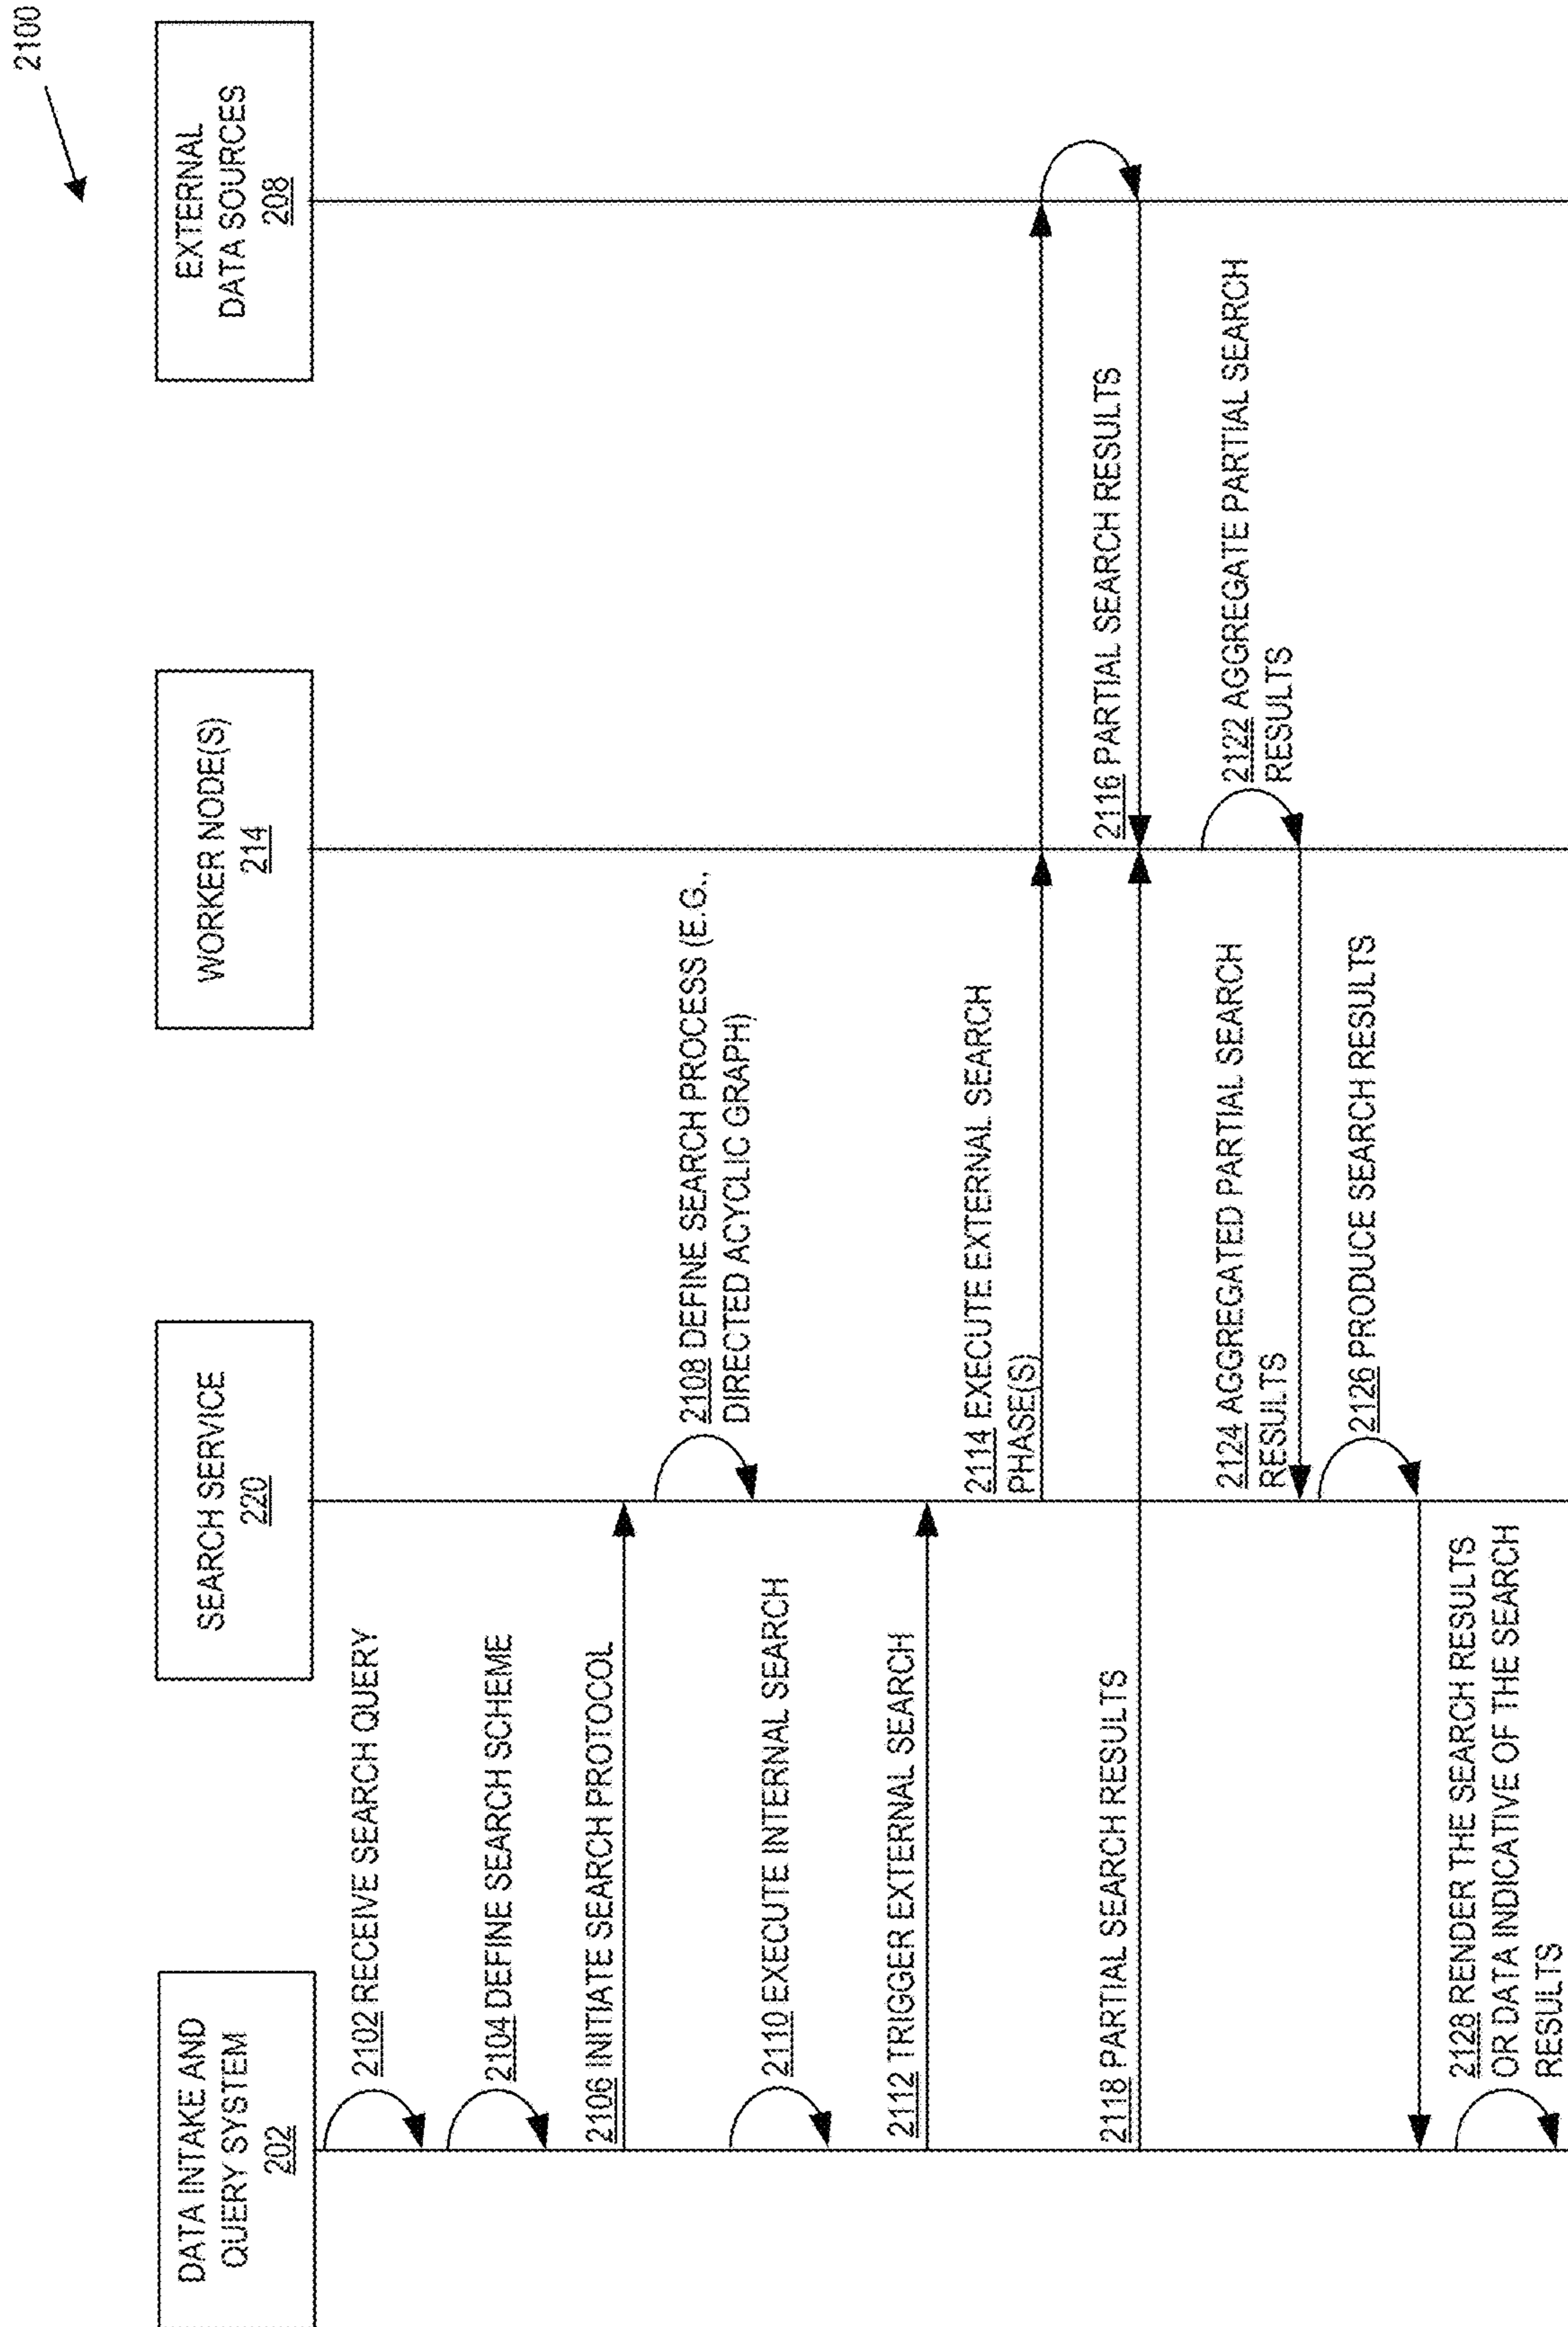 2100
DATA INTAKE AND
QUERY SYSTEM
202
SEARCH SERVICE
220
WORKER NODE(S)
214
EXTERNAL
DATA SOURCES
208
2102 RECEIVE SEARCH QUERY
2104 DEFINE SEARCH SCHEME
2106 INITIATE SEARCH PROTOCOL
2108 DEFINE SEARCH PROCESS (E.G.,
DIRECTED ACYCLIC GRAPH)
2110 EXECUTE INTERNAL SEARCH
2112 TRIGGER EXTERNAL SEARCH
2114 EXECUTE EXTERNAL SEARCH
PHASE(S)
2116 PARTIAL SEARCH RESULTS
2118 PARTIAL SEARCH RESULTS
2122 AGGREGATE PARTIAL SEARCH
RESULTS
2124 AGGREGATED PARTIAL SEARCH
RESULTS
2126 PRODUCE SEARCH RESULTS
2128 RENDER THE SEARCH RESULTS
OR DATA INDICATIVE OF THE SEARCH
RESULTS